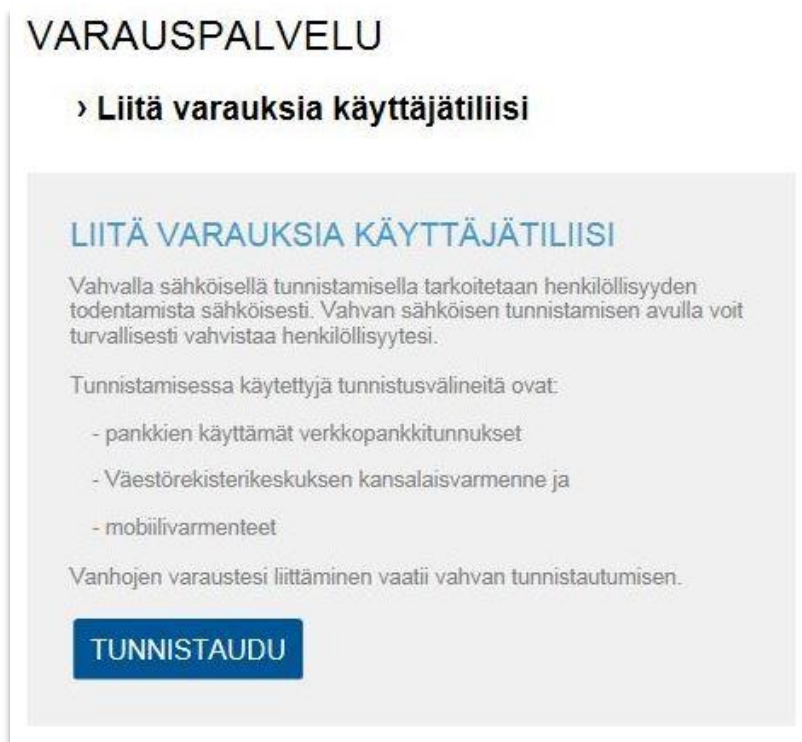 VARAUSPALVELU
› Liitä varauksia käyttäjätiliisi
LIITÄ VARAUKSIA KÄYTTÄJÄTILIISI
Vahvalla sähköisellä tunnistamisella tarkoitetaan henkilöllisyyden
todentamista sähköisesti. Vahvan sähköisen tunnistamisen avulla voit
turvallisesti vahvistaa henkilöllisyytesi.
Tunnistamisessa käytettyjä tunnistusvälineitä ovat:
- pankkien käyttämät verkkopankkitunnukset
- Väestörekisterikeskuksen kansalaisvarmenne ja
- mobiilivarmenteet
Vanhojen varaustesi liittäminen vaatii vahvan tunnistautumisen.
TUNNISTAUDU